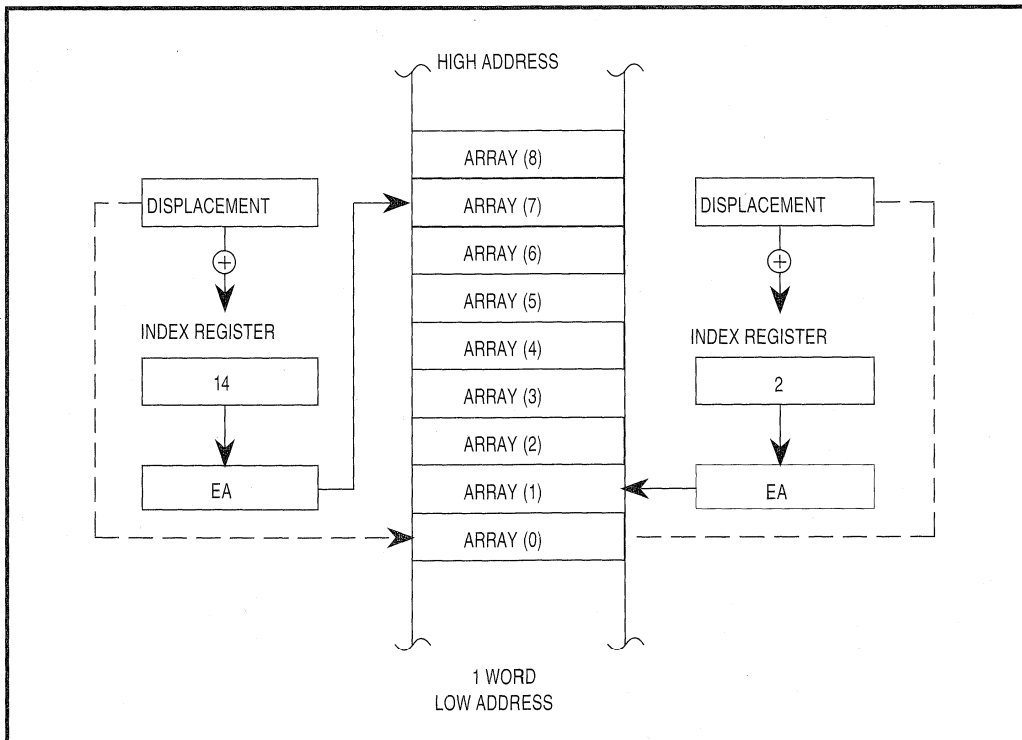 HIGH ADDRESS
ARRAY (8)
DISPLACEMENT
ARRAY (7)
DISPLACEMENT
ARRAY (6)
+
+
ARRAY (5)
INDEX REGISTER
ARRAY (4)
INDEX REGISTER
14
ARRAY (3)
2
ARRAY (2)
EA
ARRAY (1)
EA
ARRAY (0)
1 WORD
LOW ADDRESS